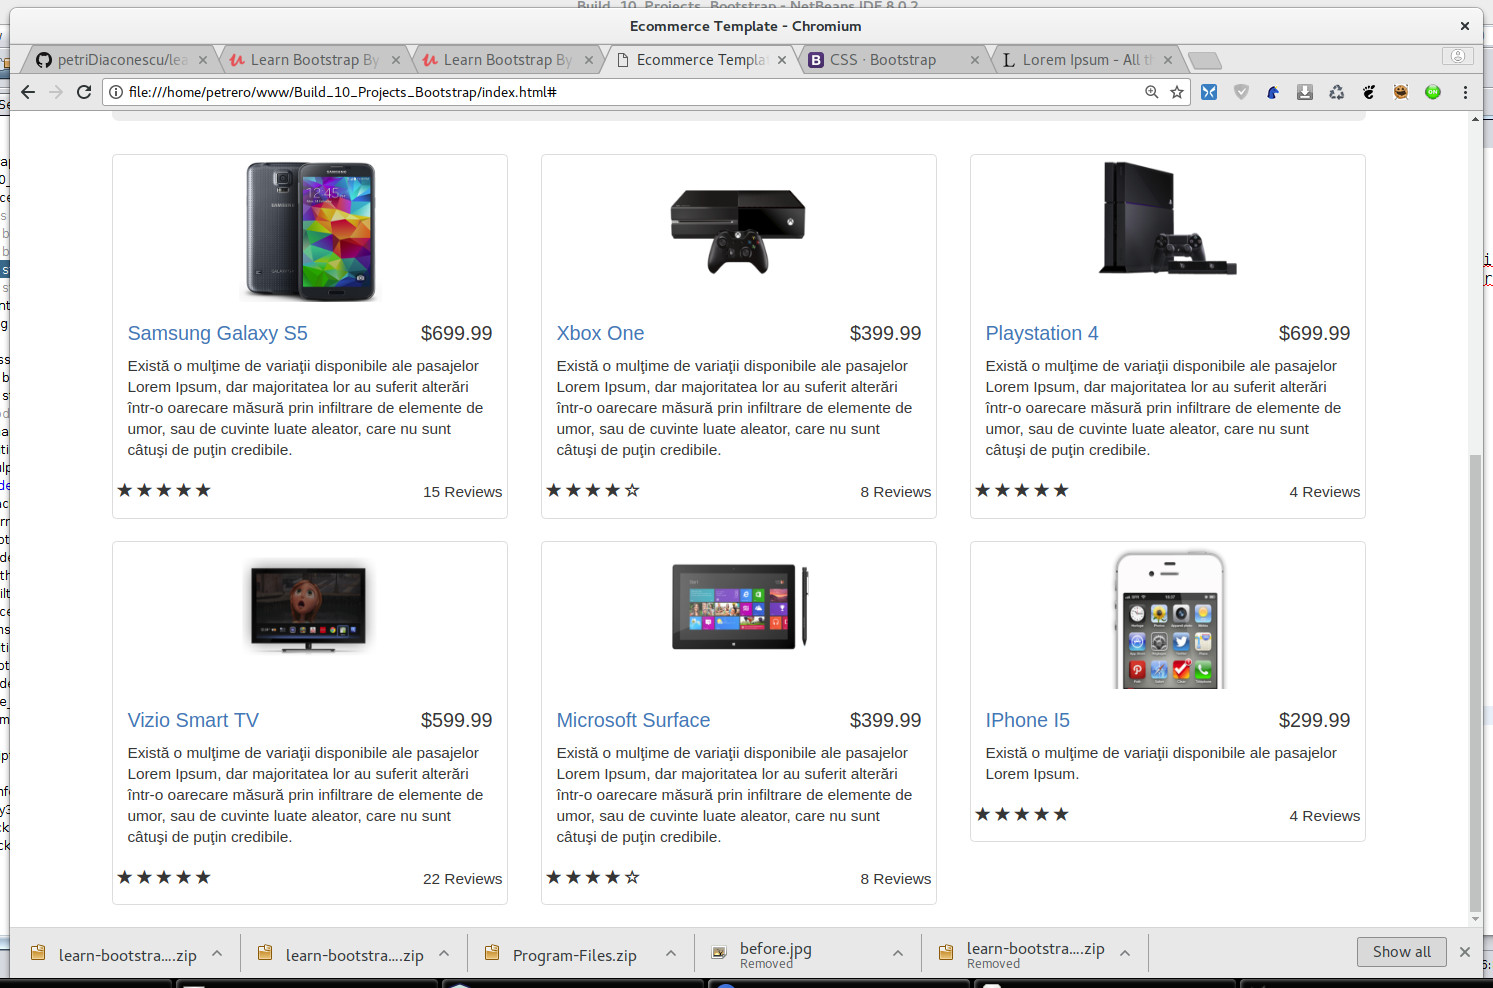 Build_10_Projects_Bootstrap - NetBeans IDE 8.0.2
Ecommerce Template - Chromium
petriDiaconescu/lea
Learn Bootstrap By
Learn Bootstrap By
Ecommerce Templa
CSS · Bootstrap
Lorem Ipsum - All th
file:///home/petrero/www/Build_10_Projects_Bootstrap/index.html#
SAMSUNG
12:45
Samsung Galaxy S5
$699.99
Există o mulţime de variaţii disponibile ale pasajelor
Lorem Ipsum, dar majoritatea lor au suferit alterări
într-o oarecare măsură prin infiltrare de elemente de
umor, sau de cuvinte luate aleator, care nu sunt
câtuşi de puţin credibile.
★★★★★
15 Reviews
Xbox One
$399.99
Există o mulţime de variaţii disponibile ale pasajelor
Lorem Ipsum, dar majoritatea lor au suferit alterări
într-o oarecare măsură prin infiltrare de elemente de
umor, sau de cuvinte luate aleator, care nu sunt
câtuşi de puţin credibile.
★★★★☆
8 Reviews
Playstation 4
$699.99
Există o mulţime de variaţii disponibile ale pasajelor
Lorem Ipsum, dar majoritatea lor au suferit alterări
într-o oarecare măsură prin infiltrare de elemente de
umor, sau de cuvinte luate aleator, care nu sunt
câtuşi de puţin credibile.
★★★★★
4 Reviews
Vizio Smart TV
$599.99
Există o mulţime de variaţii disponibile ale pasajelor
Lorem Ipsum, dar majoritatea lor au suferit alterări
într-o oarecare măsură prin infiltrare de elemente de
umor, sau de cuvinte luate aleator, care nu sunt
câtuşi de puţin credibile.
★★★★★
22 Reviews
Microsoft Surface
$399.99
Există o mulţime de variaţii disponibile ale pasajelor
Lorem Ipsum, dar majoritatea lor au suferit alterări
într-o oarecare măsură prin infiltrare de elemente de
umor, sau de cuvinte luate aleator, care nu sunt
câtuşi de puţin credibile.
★★★★☆
8 Reviews
IPhone I5
$299.99
Există o mulţime de variaţii disponibile ale pasajelor
Lorem Ipsum.
★★★★★
4 Reviews
learn-bootstra....zip
learn-bootstra....zip
Program-Files.zip
before.jpg
Removed
learn-bootstra....zip
Removed
Show all